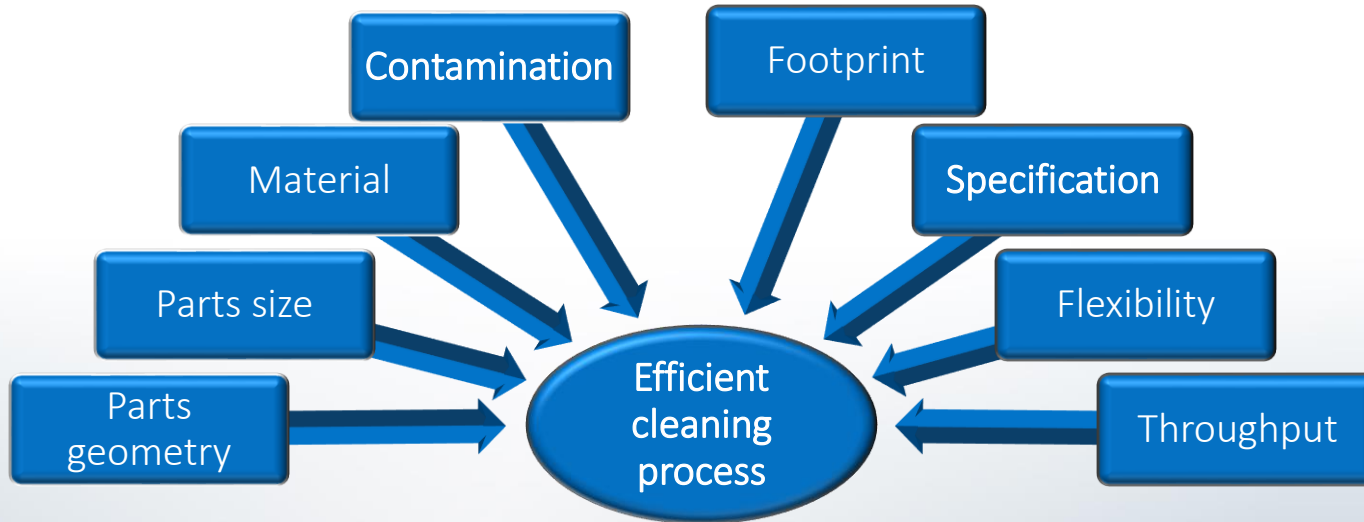 Contamination
Footprint
Material
Specification
Parts size
Flexibility
Parts
geometry
Efficient
cleaning
process
Throughput